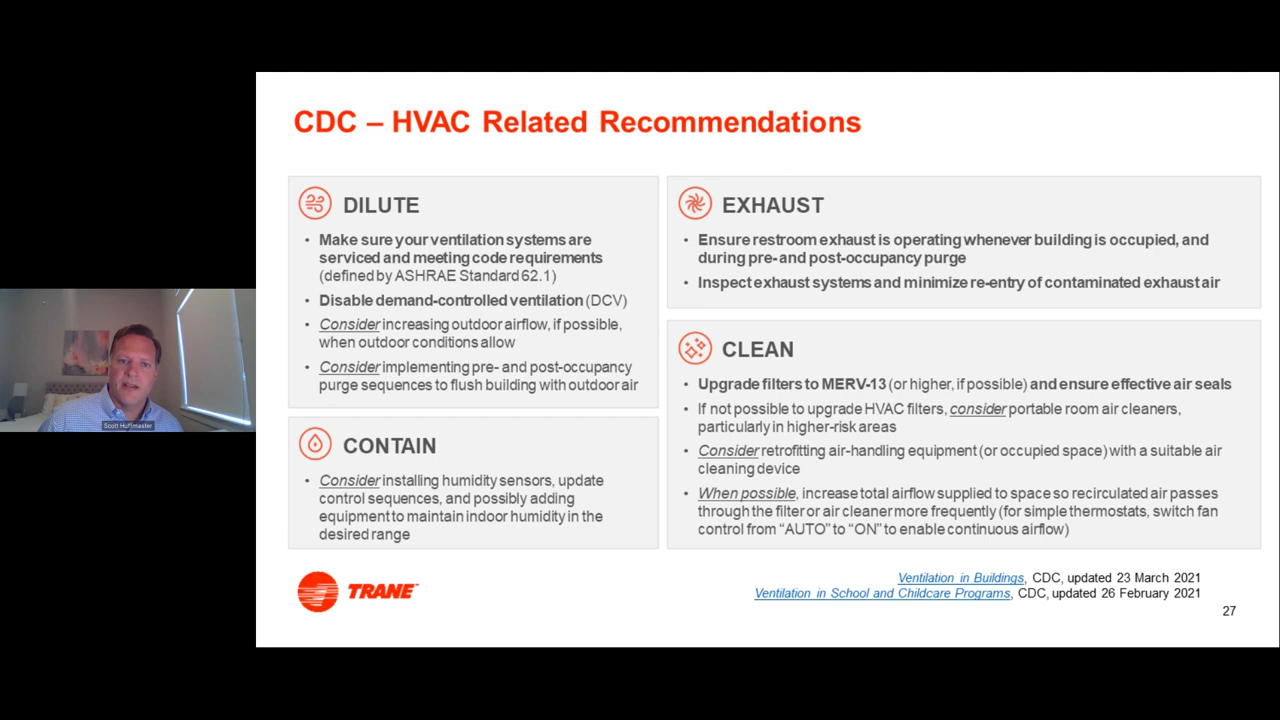 CDC – HVAC Related Recommendations
DILUTE
• Make sure your ventilation systems are
serviced and meeting code requirements
(defined by ASHRAE Standard 62.1)
• Disable demand-controlled ventilation (DCV)
• Consider increasing outdoor airflow, if possible,
when outdoor conditions allow
• Consider implementing pre- and post-occupancy
purge sequences to flush building with outdoor air
CONTAIN
• Consider installing humidity sensors, update
control sequences, and possibly adding
equipment to maintain indoor humidity in the
desired range
EXHAUST
• Ensure restroom exhaust is operating whenever building is occupied, and
during pre- and post-occupancy purge
• Inspect exhaust systems and minimize re-entry of contaminated exhaust air
CLEAN
• Upgrade filters to MERV-13 (or higher, if possible) and ensure effective air seals
• If not possible to upgrade HVAC filters, consider portable room air cleaners,
particularly in higher-risk areas
• Consider retrofitting air-handling equipment (or occupied space) with a suitable air
cleaning device
• When possible, increase total airflow supplied to space so recirculated air passes
through the filter or air cleaner more frequently (for simple thermostats, switch fan
control from “AUTO” to “ON” to enable continuous airflow)
Scott Huffmaster
TRANE
Ventilation in Buildings, CDC, updated 23 March 2021
Ventilation in School and Childcare Programs, CDC, updated 26 February 2021
27